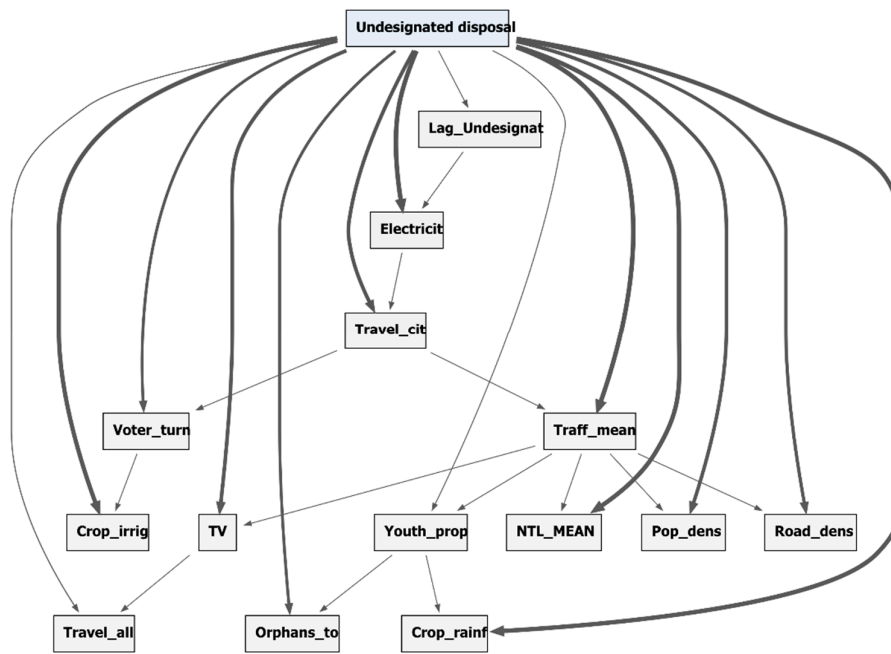 Undesignated disposal
Lag_Undesignat
Electricit
Travel_cit
Voter_turn
Traff_mean
Crop_irrig
TV
Youth_prop
NTL_MEAN
Pop_dens
Road_dens
Travel_all
Orphans_to
Crop_rainf